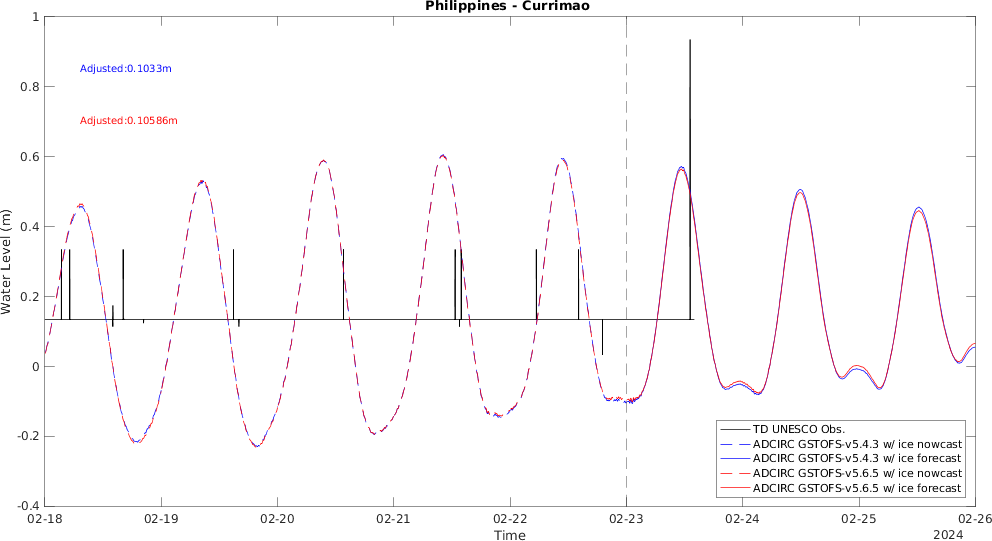 Philippines - Currimao
1
Adjusted:0.1033m
0.8
Adjusted:0.10586m
0.6
0.4
Water Level (m)
0.2
0
-0.2
TD UNESCO Obs.
ADCIRC GSTOFS-v5.4.3 w/ ice nowcast
ADCIRC GSTOFS-v5.4.3 w/ ice forecast
ADCIRC GSTOFS-v5.6.5 w/ ice nowcast
ADCIRC GSTOFS-v5.6.5 w/ ice forecast
-0.4
02-18 02-19 02-20 02-21 02-22 02-23 02-24 02-25 02-26
Time
2024